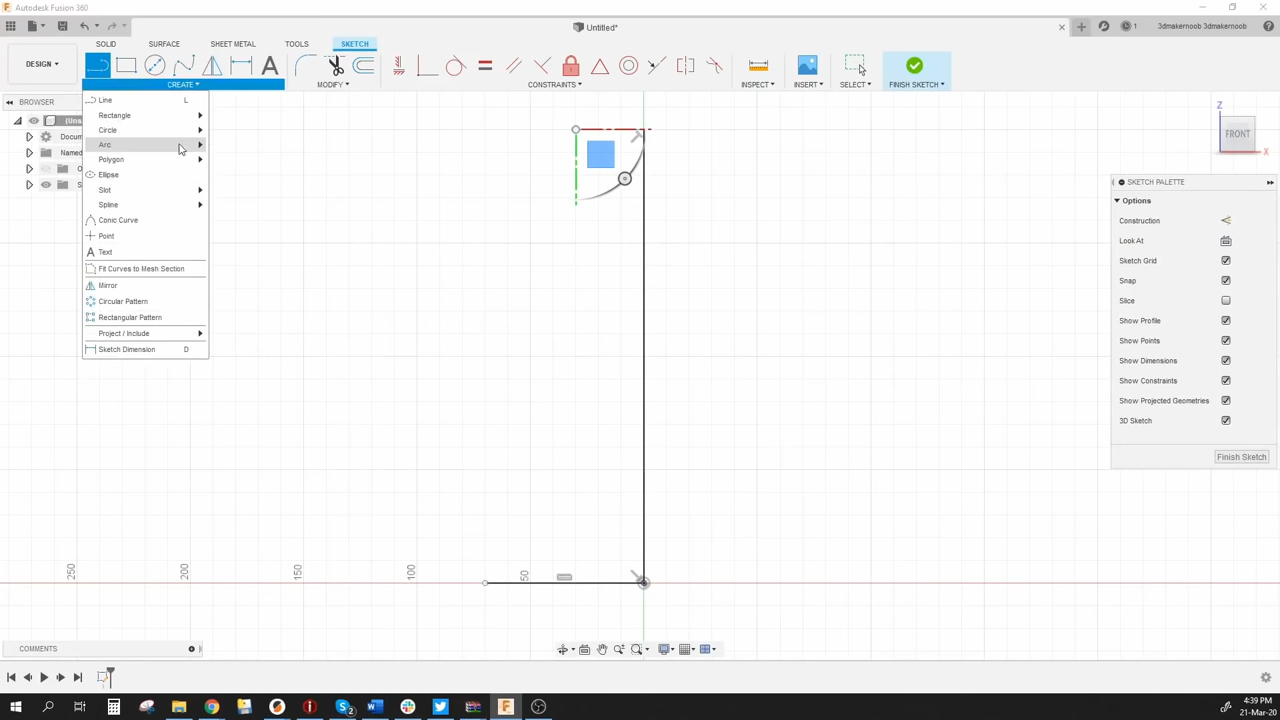 Autodesk Fusion 360
Untitled*
1
3dmakernoob 3dmakernoob
DESIGN
SOLID
SURFACE
SHEET METAL
TOOLS
SKETCH
CREATE
MODIFY
CONSTRAINTS
INSPECT
INSERT
SELECT
FINISH SKETCH
BROWSER
(Uns
Docum
Named
O
S
Line L
Rectangle
Circle
Arc
Polygon
Ellipse
Slot
Spline
Conic Curve
Point
Text
Fit Curves to Mesh Section
Mirror
Circular Pattern
Rectangular Pattern
Project / Include
Sketch Dimension D
Z
FRONT
X
SKETCH PALETTE
Options
Construction
Look At
Sketch Grid
Snap
Slice
Show Profile
Show Points
Show Dimensions
Show Constraints
Show Projected Geometries
3D Sketch
Finish Sketch
250
200
150
100
50
COMMENTS
4:39 PM
21-Mar-20